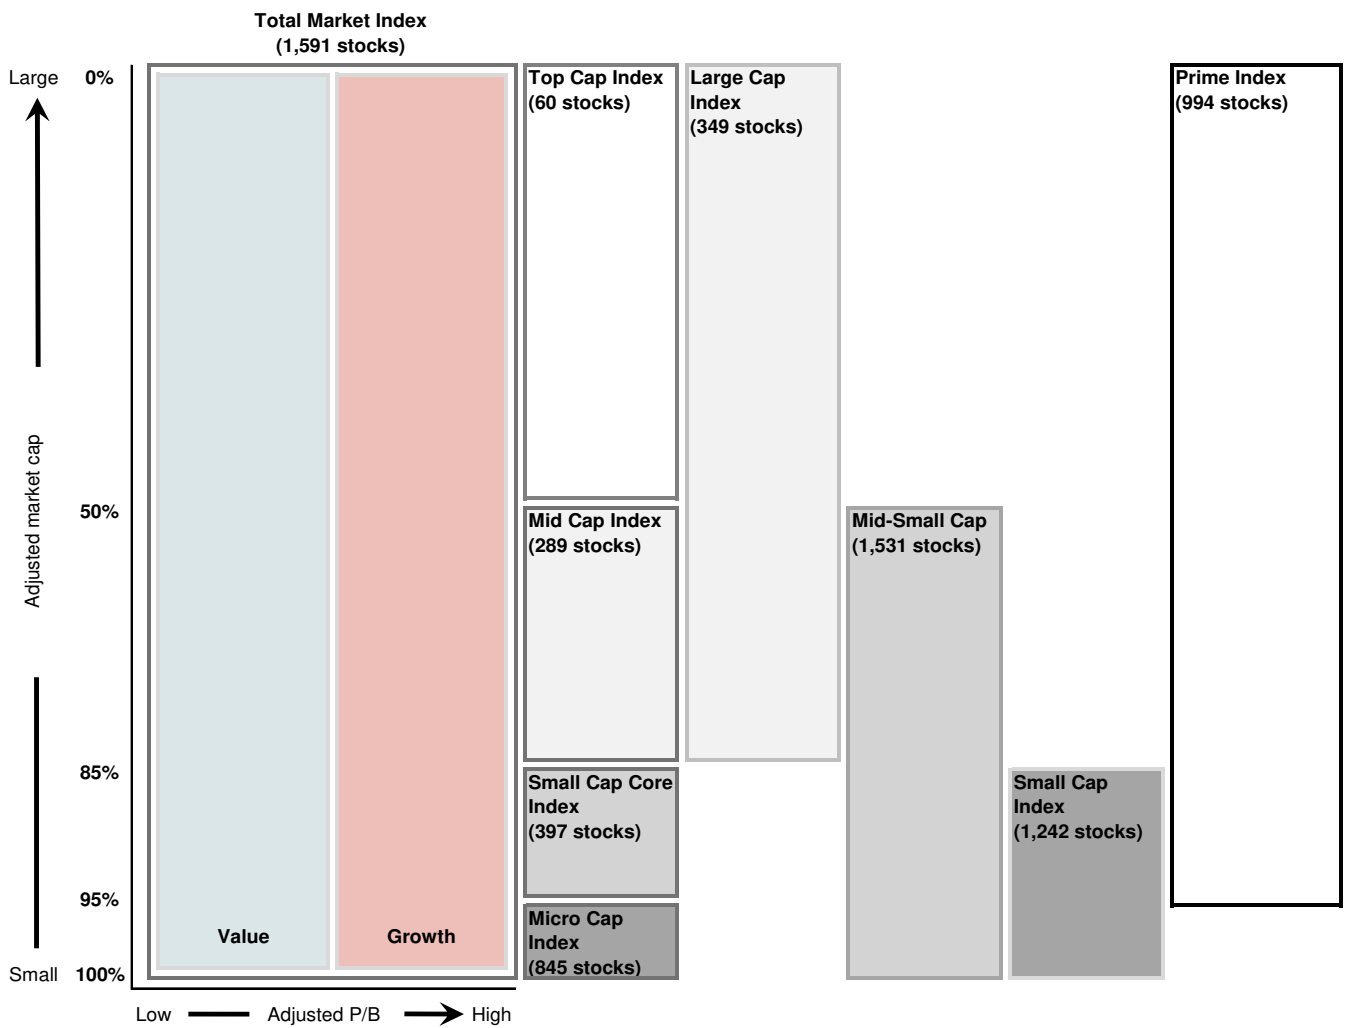 Total Market Index
(1,591 stocks)
Large
0%
Top Cap Index
(60 stocks)
Large Cap
Index
(349 stocks)
Prime Index
(994 stocks)
Adjusted market cap
50%
Mid Cap Index
(289 stocks)
Mid-Small Cap
(1,531 stocks)
85%
Small Cap Core
Index
(397 stocks)
Small Cap
Index
(1,242 stocks)
95%
Micro Cap
Index
(845 stocks)
Value
Growth
Small
100%
Low
Adjusted P/B
High